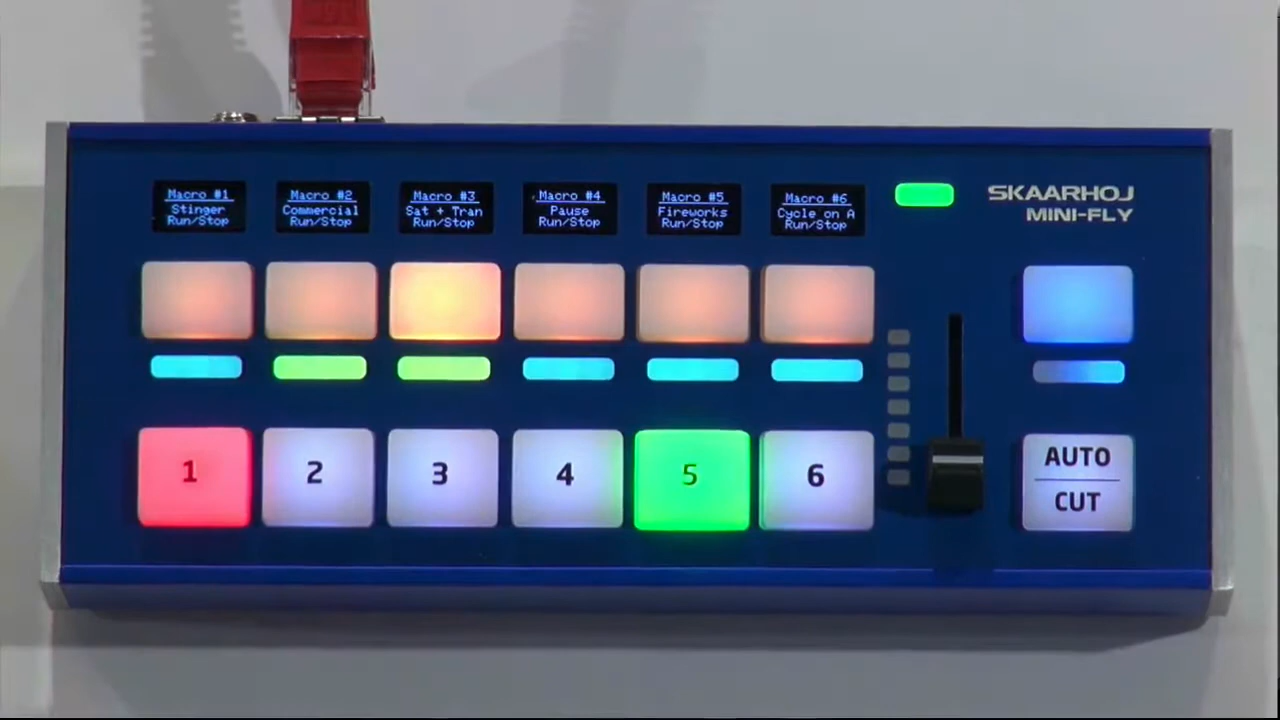 Macro #1
Stinger
Run/Stop
Macro #2
Commercial
Run/Stop
Macro #3
Sat + Tran
Run/Stop
Macro #4
Pause
Run/Stop
Macro #5
Fireworks
Run/Stop
Macro #6
Cycle on A
Run/Stop
SKAARHOJ
MINI-FLY
1
2
3
4
5
6
AUTO
CUT